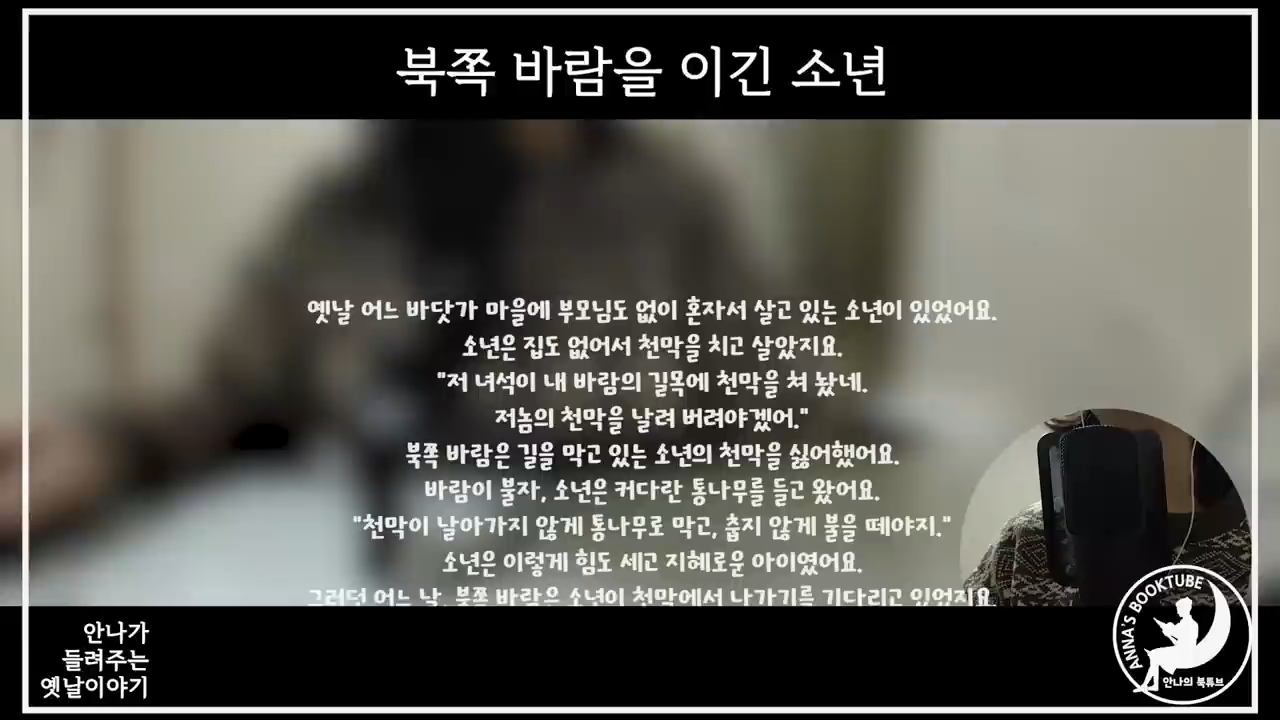 북쪽 바람을 이긴 소년
옛날 어느 바닷가 마을에 부모님도 없이 혼자서 살고 있는 소년이 있었어요.
소년은 집도 없어서 천막을 치고 살았지요.
"저 녀석이 내 바람의 길목에 천막을 쳐 놨네.
저놈의 천막을 날려 버려야겠어."
북쪽 바람은 길을 막고 있는 소년의 천막을 싫어했어요.
바람이 불자, 소년은 커다란 통나무를 들고 왔어요.
"천막이 날아가지 않게 통나무로 막고, 춥지 않게 불을 떼야지."
소년은 이렇게 힘도 세고 지혜로운 아이였어요.
그러던 어느 날, 북쪽 바람은 소년이 천막에서 나가기를 기다리고 있었지요.
안나가
들려주는
옛날이야기
ANNA'S BOOKTUBE
안나의 북튜브